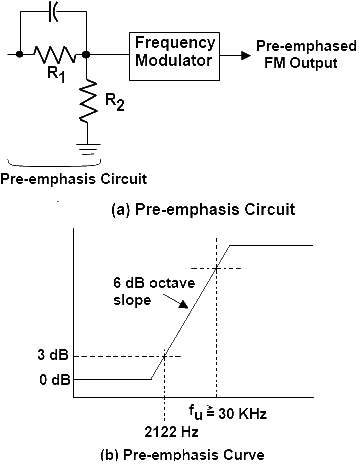 R1
R2
Frequency
Modulator
Pre-emphased
FM Output
Pre-emphasis Circuit
(a) Pre-emphasis Circuit
6 dB octave
slope
3 dB
0 dB
fu ≧ 30 KHz
2122 Hz
(b) Pre-emphasis Curve